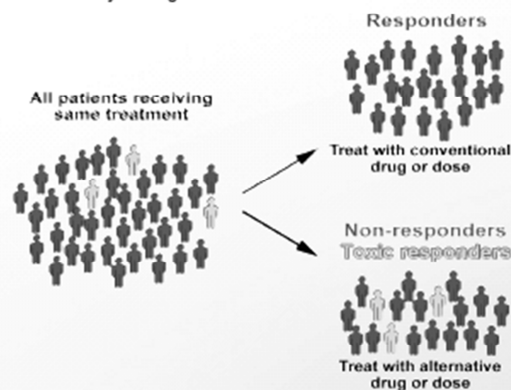 All patients receiving
same treatment
Responders
Treat with conventional
drug or dose
Non-responders
Toxic responders
Treat with alternative
drug or dose